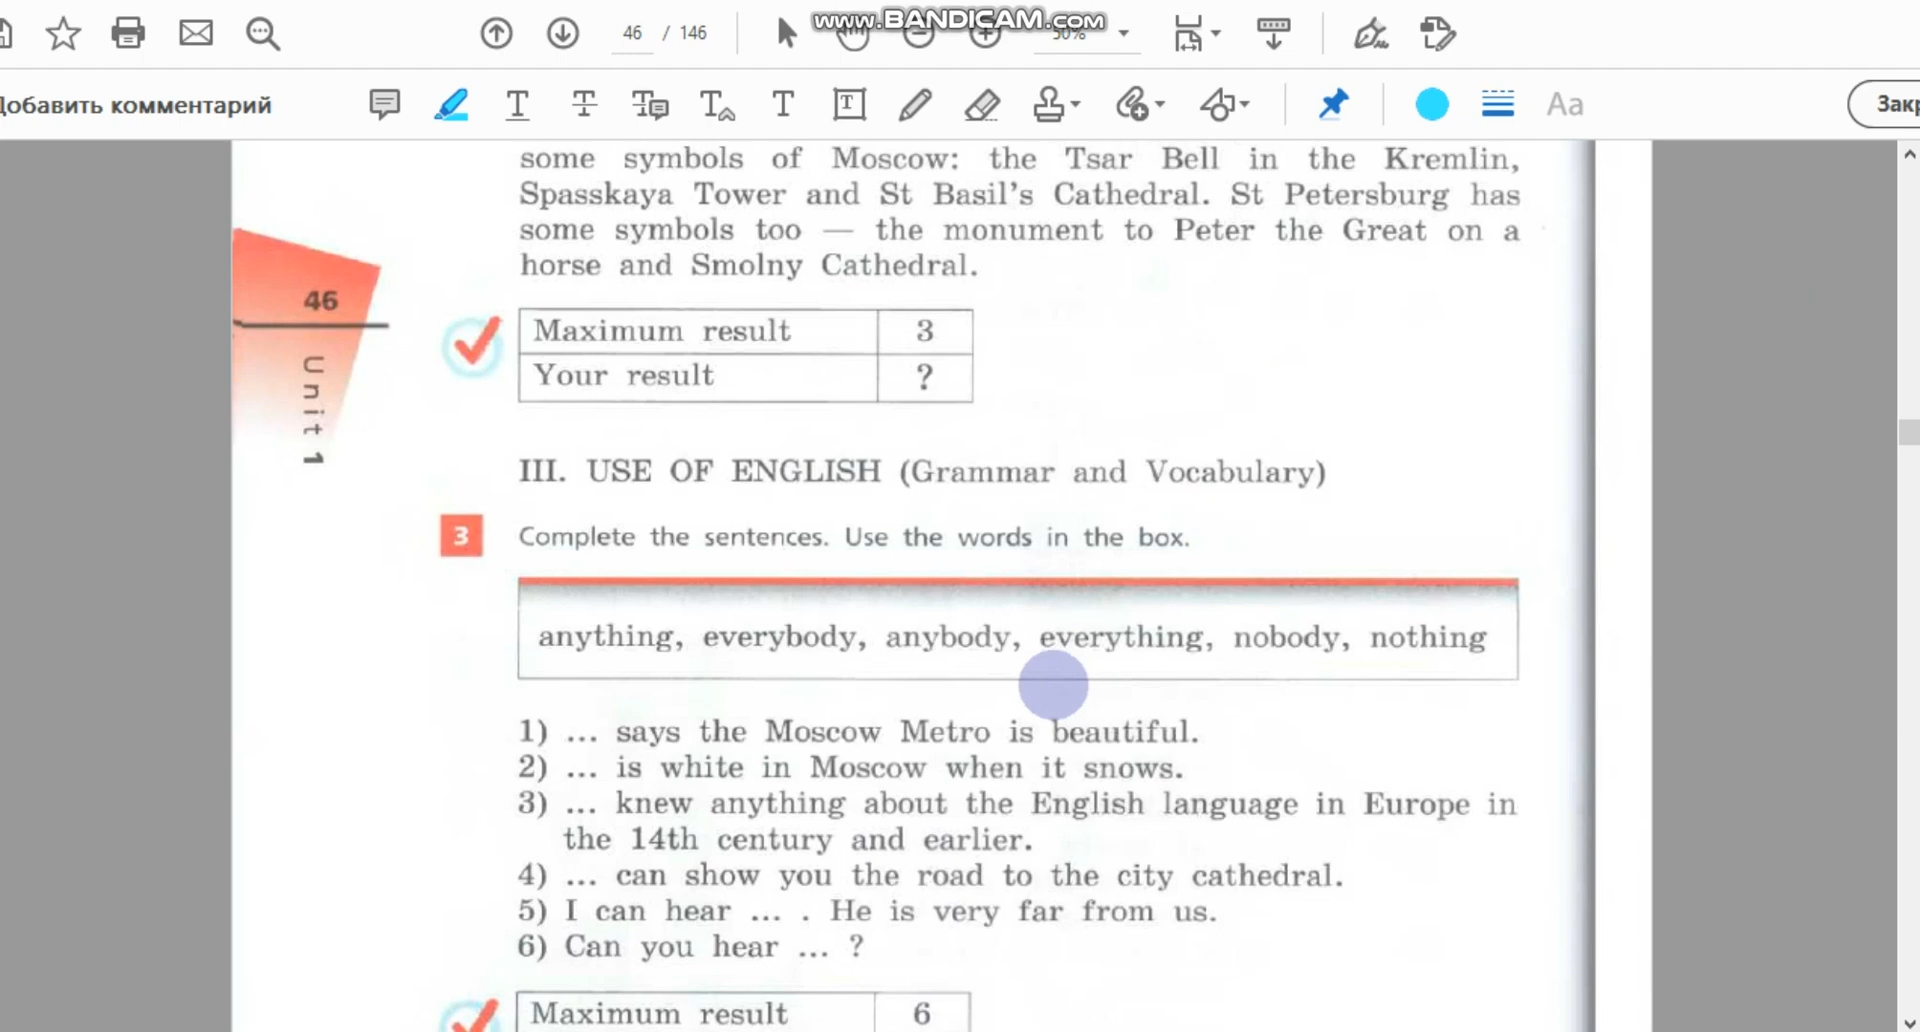 46 / 146
www.BANDICAM.com
50%
Добавить комментарий
Aa
some symbols of Moscow: the Tsar Bell in the Kremlin,
Spasskaya Tower and St Basil's Cathedral. St Petersburg has
some symbols too — the monument to Peter the Great on a
horse and Smolny Cathedral.
46
Unit 1
Maximum result 3
Your result ?
III. USE OF ENGLISH (Grammar and Vocabulary)
3 Complete the sentences. Use the words in the box.
anything, everybody, anybody, everything, nobody, nothing
1) ... says the Moscow Metro is beautiful.
2) ... is white in Moscow when it snows.
3) ... knew anything about the English language in Europe in
the 14th century and earlier.
4) ... can show you the road to the city cathedral.
5) I can hear ... . He is very far from us.
6) Can you hear ... ?
Maximum result 6